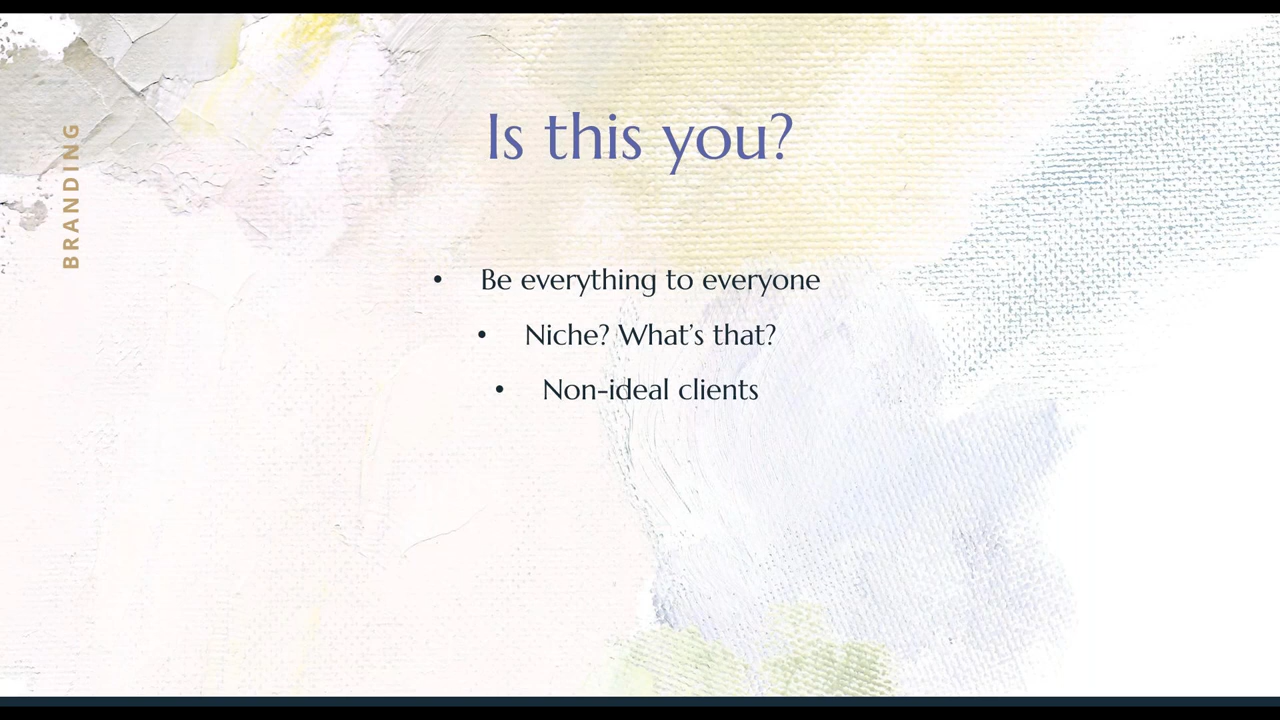 BRANDING
Is this you?
• Be everything to everyone
• Niche? What’s that?
• Non-ideal clients